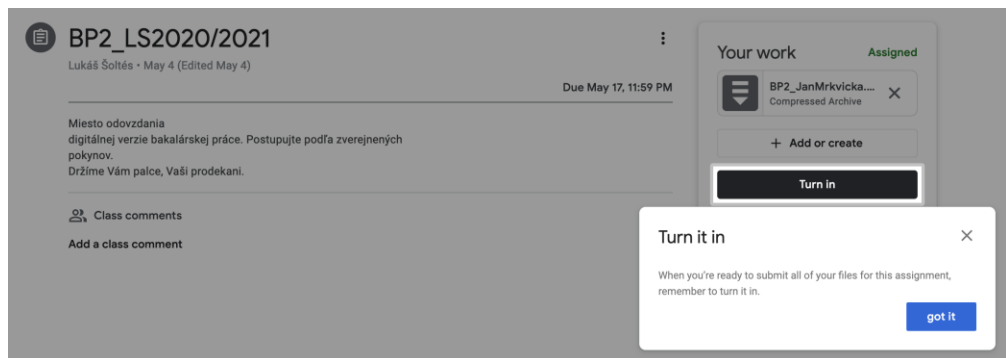 BP2_LS2020/2021
Lukáš Šoltés • May 4 (Edited May 4)
Due May 17, 11:59 PM
Miesto odovzdania
digitálnej verzie bakalárskej práce. Postupujte podľa zverejnených
pokynov.
Držíme Vám palce, Vaši prodekani.
Class comments
Add a class comment
Your work
Assigned
BP2_JanMrkvicka....
Compressed Archive
+ Add or create
Turn in
Turn it in
When you're ready to submit all of your files for this assignment,
remember to turn it in.
got it